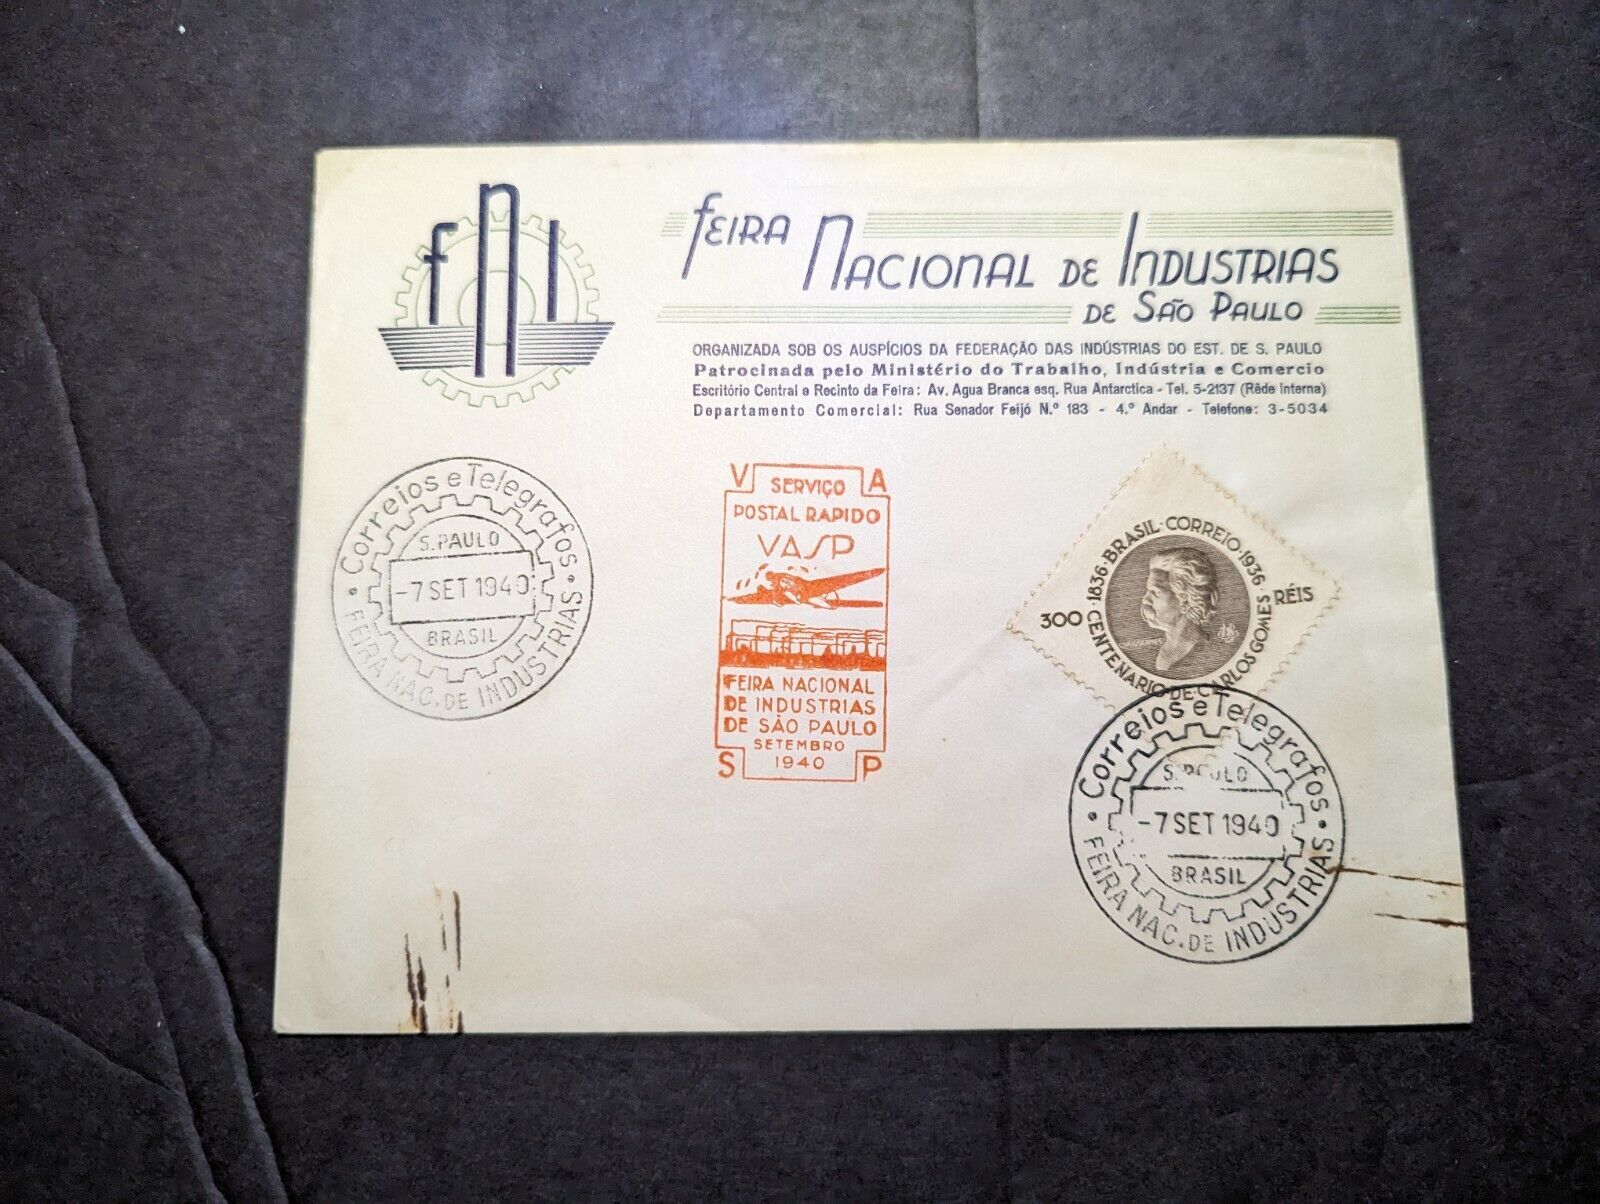 fNI
fEIRA NACIONAL DE INDUSTRIAS
DE SÃO PAULO
ORGANIZADA SOB OS AUSPÍCIOS DA FEDERAÇÃO DAS INDÚSTRIAS DO EST. DE S. PAULO
Patrocinada pelo Ministério do Trabalho, Indústria e Comercio
Escritório Central e Recinto da Feira: Av. Agua Branca esq. Rua Antarctica - Tel. 5-2137 (Rêde Interna)
Departamento Comercial: Rua Senador Feijó N.º 183 - 4.º Andar - Telefone: 3-5034
Correios e Telegrafos
S. PAULO
-7 SET 1940
BRASIL
FEIRA NAC. DE INDUSTRIAS
V A
SERVIÇO
POSTAL RAPIDO
VASP
FEIRA NACIONAL
DE INDUSTRIAS
DE SÃO PAULO
SETEMBRO
1940
S P
1836·BRASIL·CORREIO·1936
300 RÉIS
CENTENARIO·DE·CARLOS GOMES
Correios e Telegrafos
S. PAULO
-7 SET 1940
BRASIL
FEIRA NAC. DE INDUSTRIAS